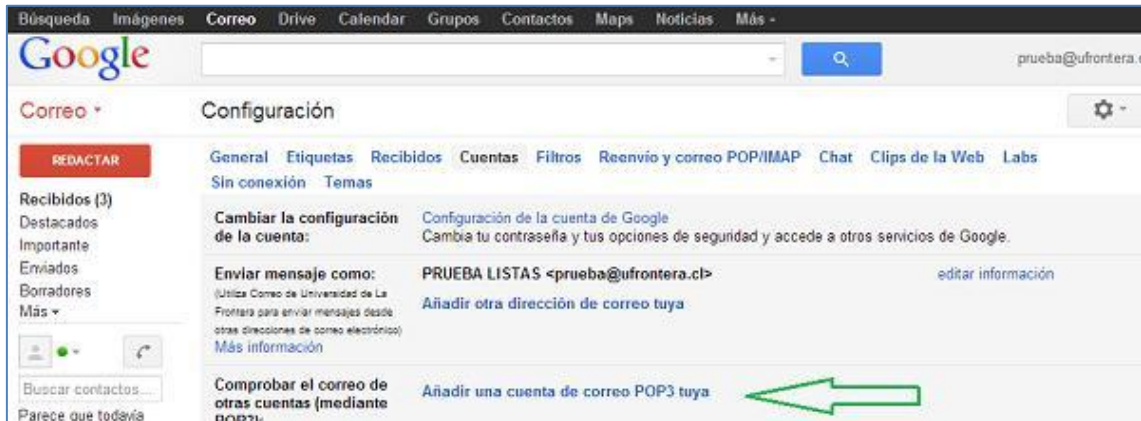 Búsqueda Imágenes Correo Drive Calendar Grupos Contactos Maps Noticias Más
Google
prueba@ufrontera.
Correo
Configuración
REDACTAR
General Etiquetas Recibidos Cuentas Filtros Reenvío y correo POP/IMAP Chat Clips de la Web Labs
Sin conexión Temas
Recibidos (3)
Destacados
Importante
Enviados
Borradores
Más
Buscar contactos...
Parece que todavía
Cambiar la configuración
de la cuenta:
Configuración de la cuenta de Google
Cambia tu contraseña y tus opciones de seguridad y accede a otros servicios de Google.
Enviar mensaje como:
(Utiliza Correo de Universidad de La
Frontera para enviar mensajes desde
otras direcciones de correo electrónico)
Más información
PRUEBA LISTAS <prueba@ufrontera.cl>
editar información
Añadir otra dirección de correo tuya
Comprobar el correo de
otras cuentas (mediante
Añadir una cuenta de correo POP3 tuya